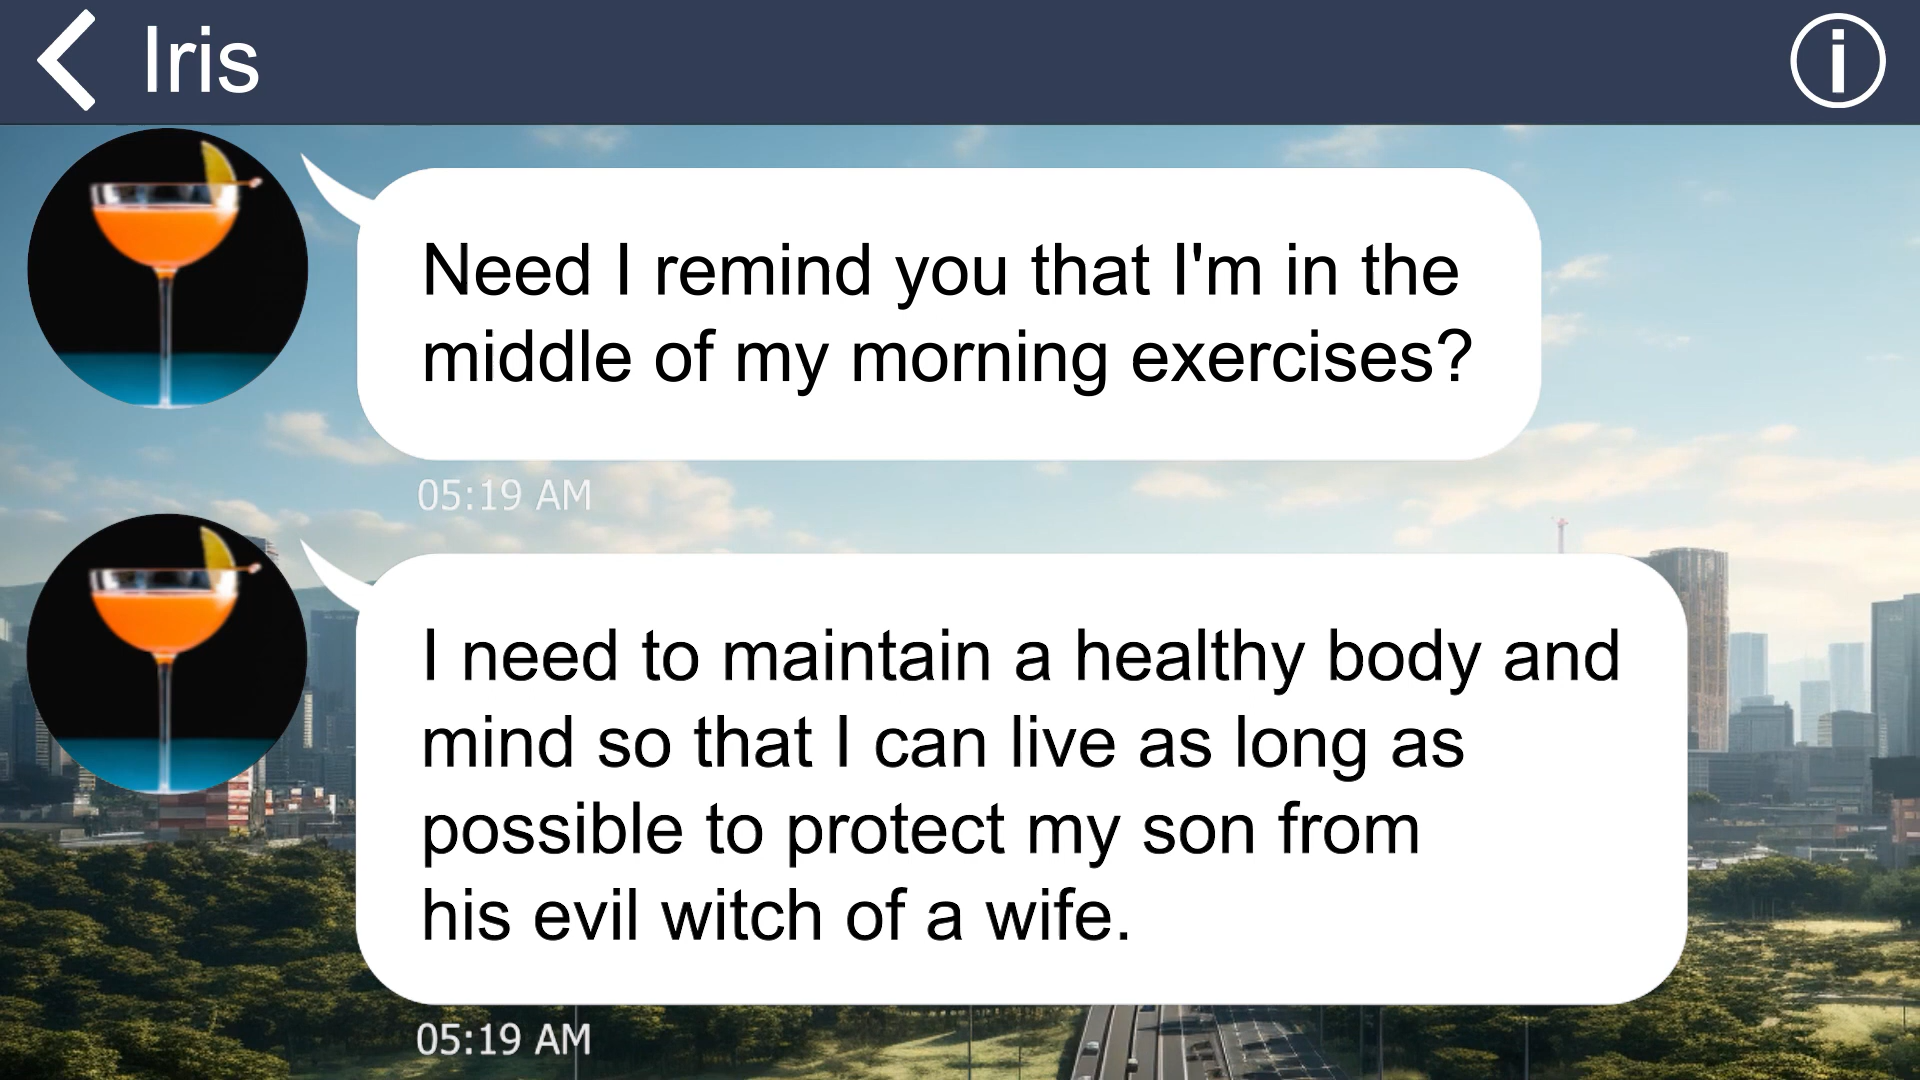 Iris
Need I remind you that I'm in the
middle of my morning exercises?
05:19 AM
I need to maintain a healthy body and
mind so that I can live as long as
possible to protect my son from
his evil witch of a wife.
05:19 AM